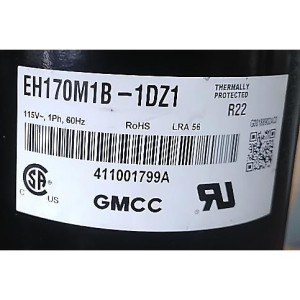 EH170M1B-1DZ1
THERMALLY
PROTECTED
115V~, 1Ph, 60Hz
RoHS
LRA 56
R22
411001799A
C US
GMCC